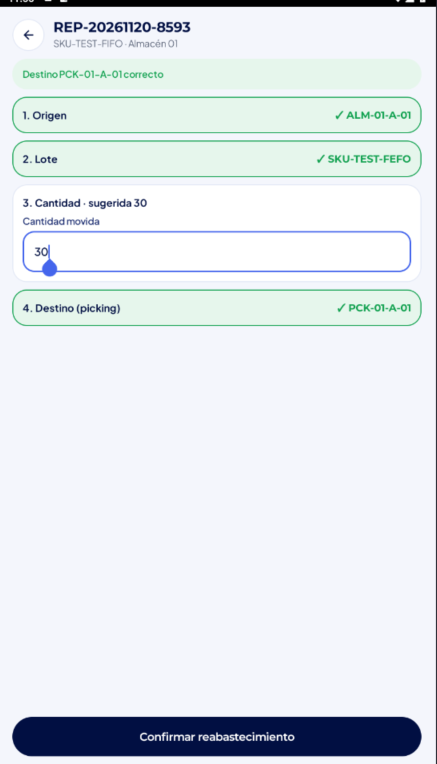 REP-20261120-8593
SKU-TEST-FIFO · Almacén 01
Destino PCK-01-A-01 correcto
1. Origen ✓ ALM-01-A-01
2. Lote ✓ SKU-TEST-FEFO
3. Cantidad · sugerida 30
Cantidad movida
30
4. Destino (picking) ✓ PCK-01-A-01
Confirmar reabastecimiento